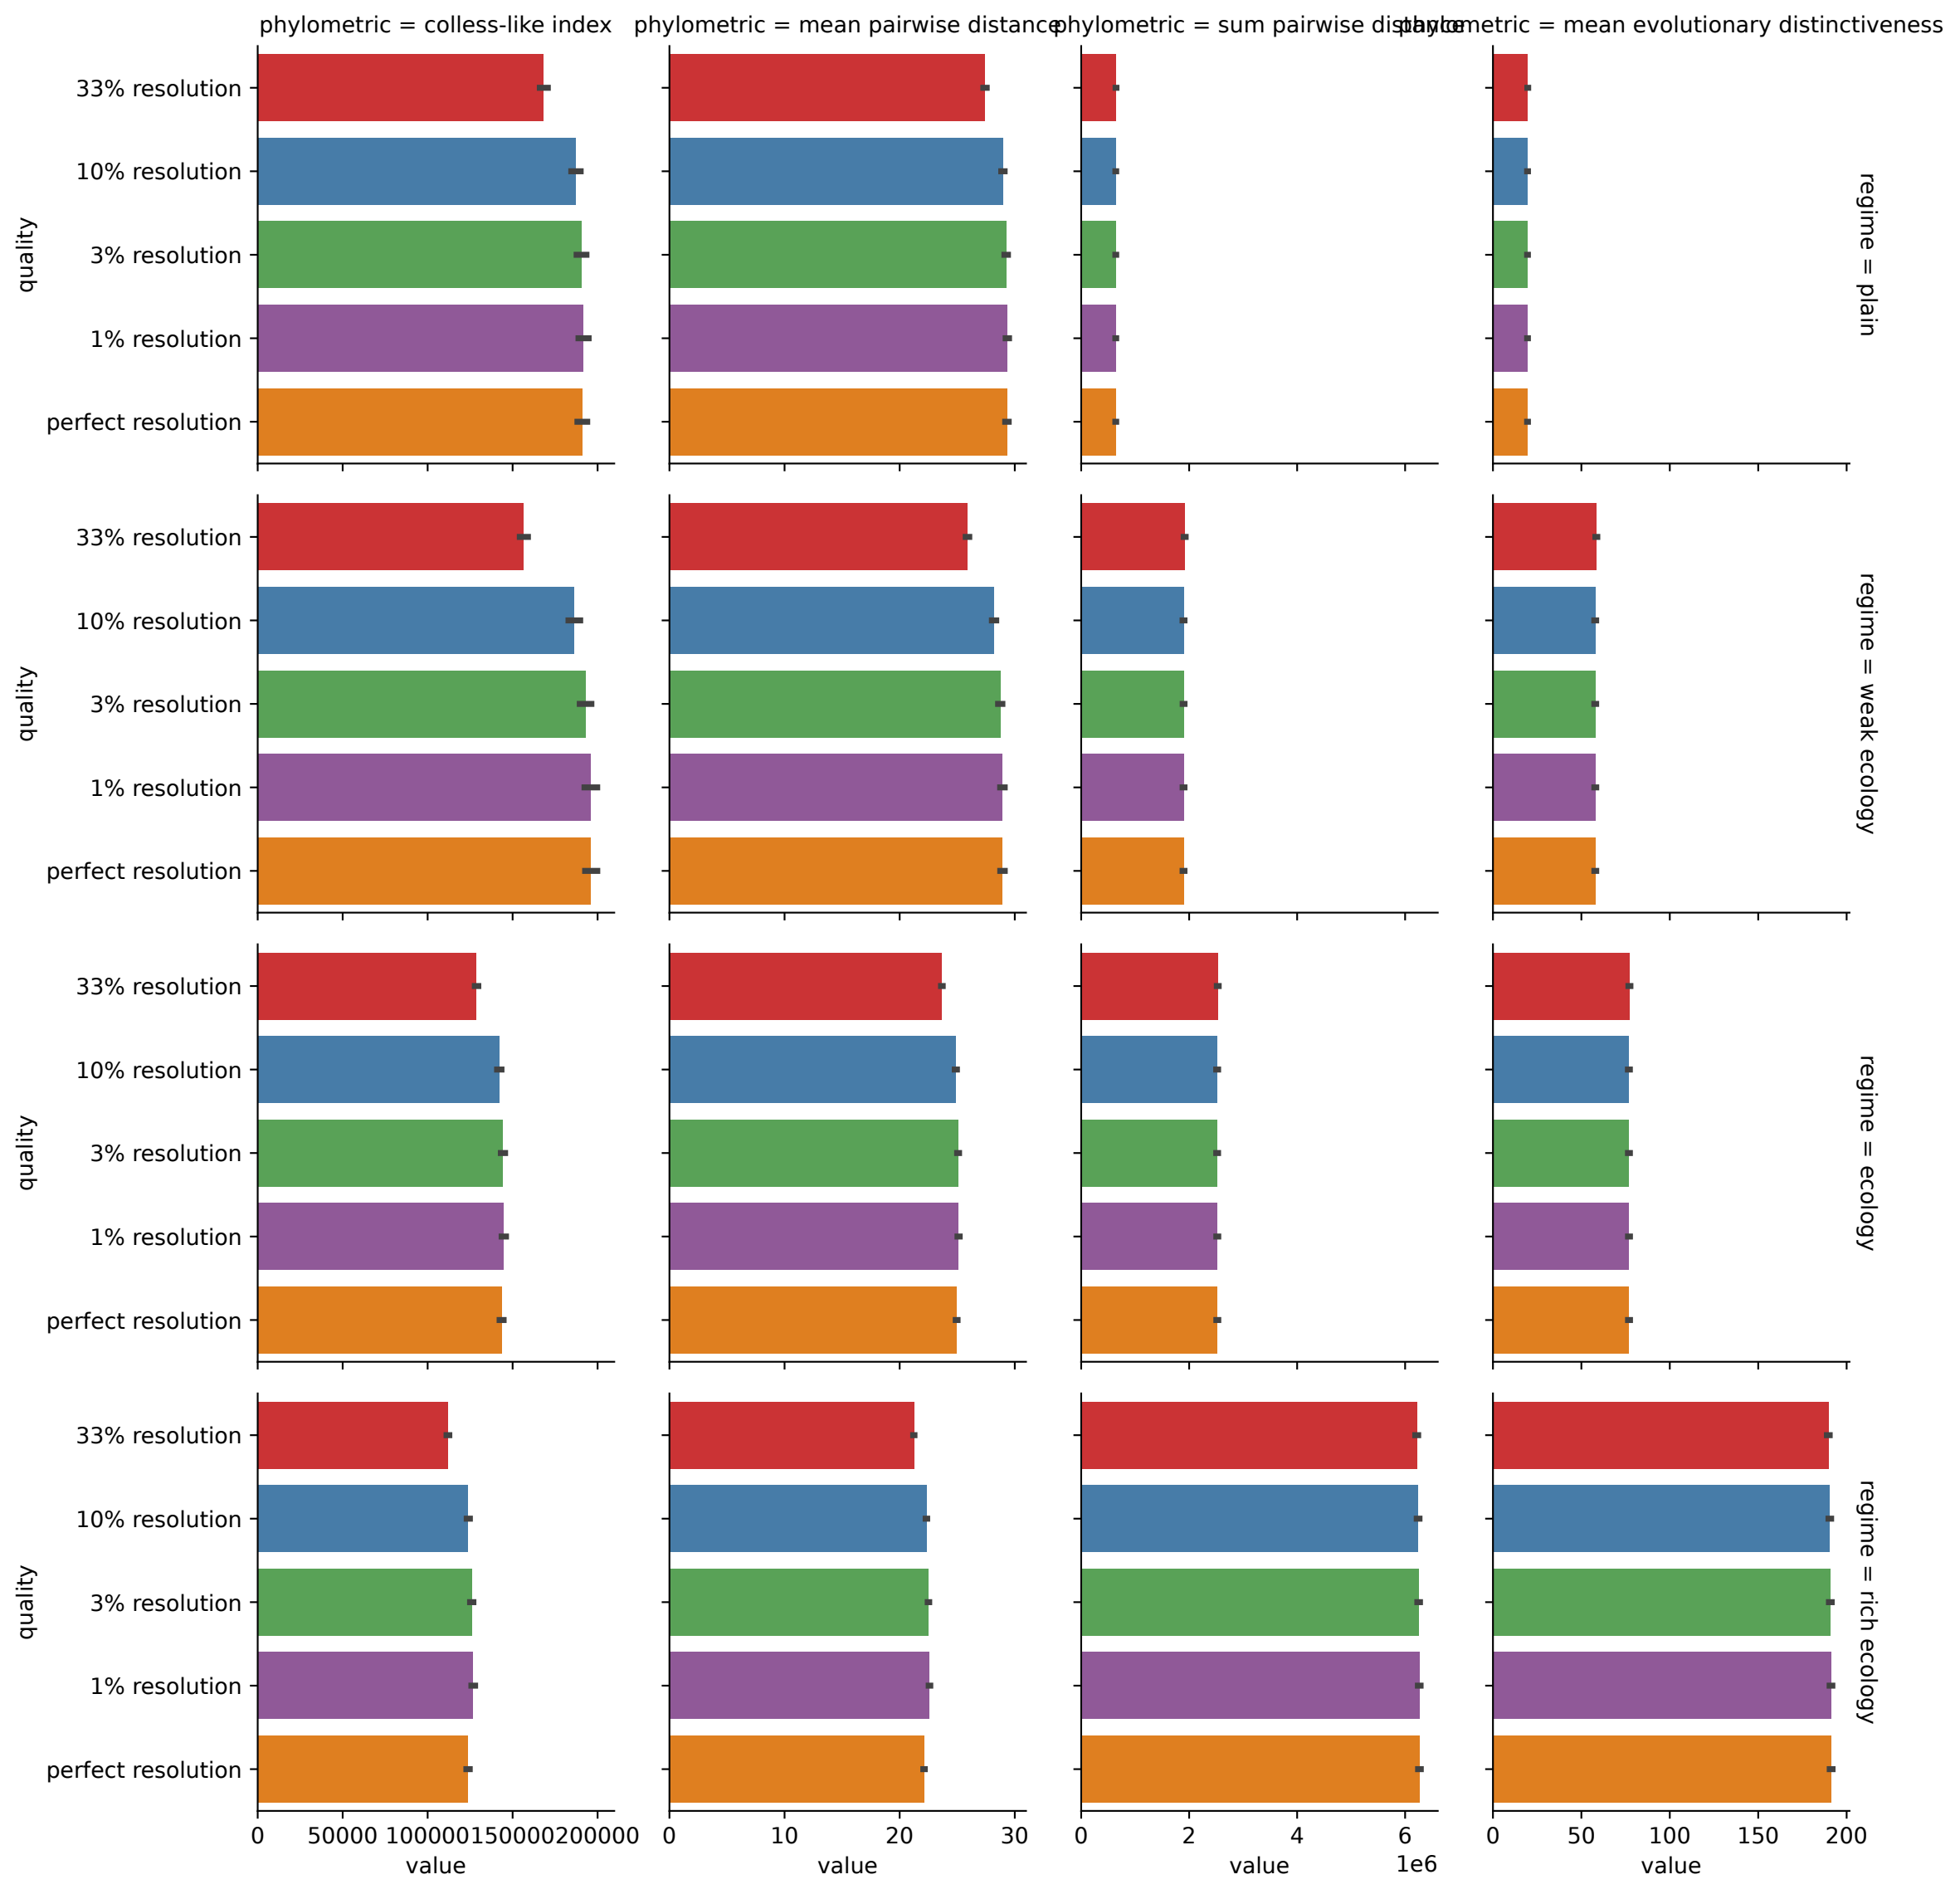 phylometric = colless-like index
phylometric = mean pairwise distance
phylometric = sum pairwise distance
phylometric = mean evolutionary distinctiveness
quality
33% resolution
10% resolution
3% resolution
1% resolution
perfect resolution
regime = plain
quality
33% resolution
10% resolution
3% resolution
1% resolution
perfect resolution
regime = weak ecology
quality
33% resolution
10% resolution
3% resolution
1% resolution
perfect resolution
regime = ecology
quality
33% resolution
10% resolution
3% resolution
1% resolution
perfect resolution
regime = rich ecology
0 50000 100000 150000 200000
value
0 10 20 30
value
0 2 4 6
1e6
value
0 50 100 150 200
value